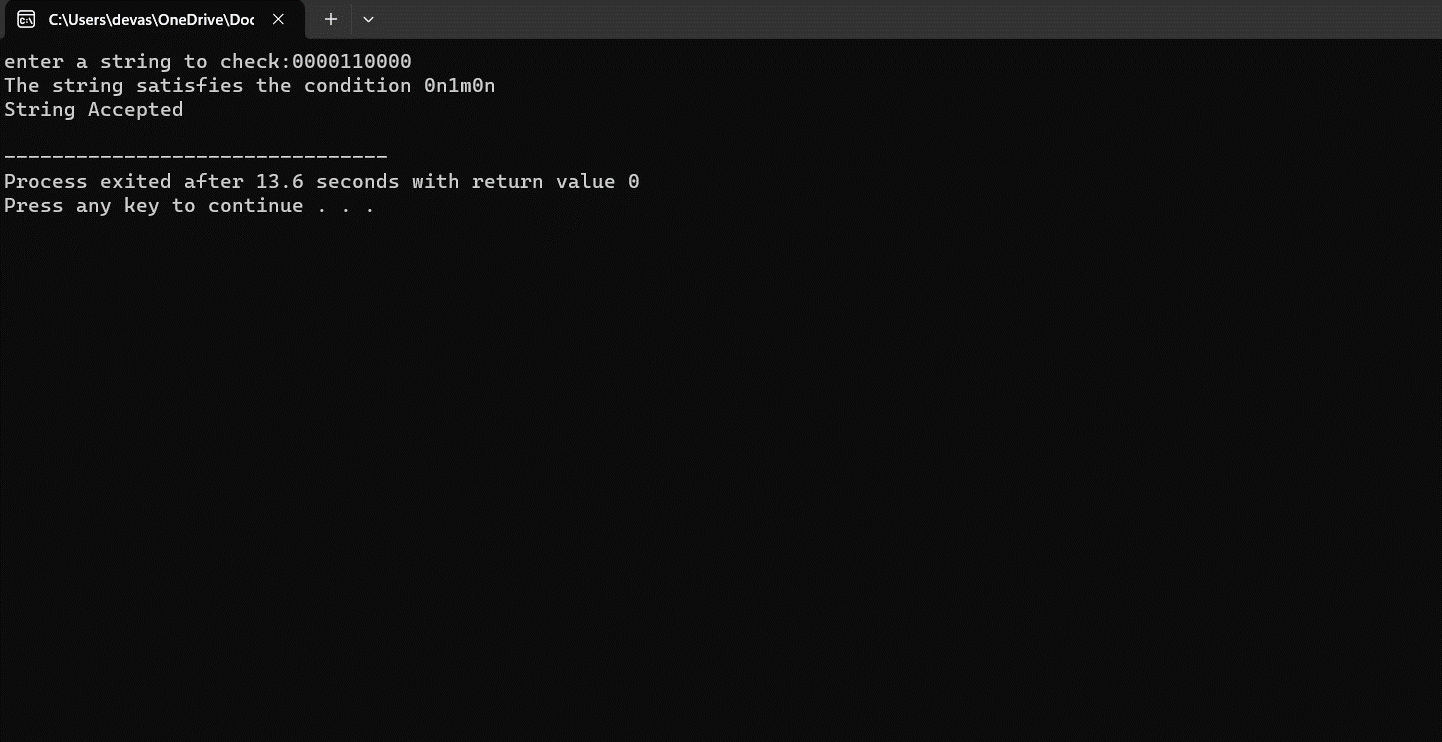 C:\Users\devas\OneDrive\Doc
enter a string to check:0000110000
The string satisfies the condition 0n1m0n
String Accepted
--------------------------------
Process exited after 13.6 seconds with return value 0
Press any key to continue . . .